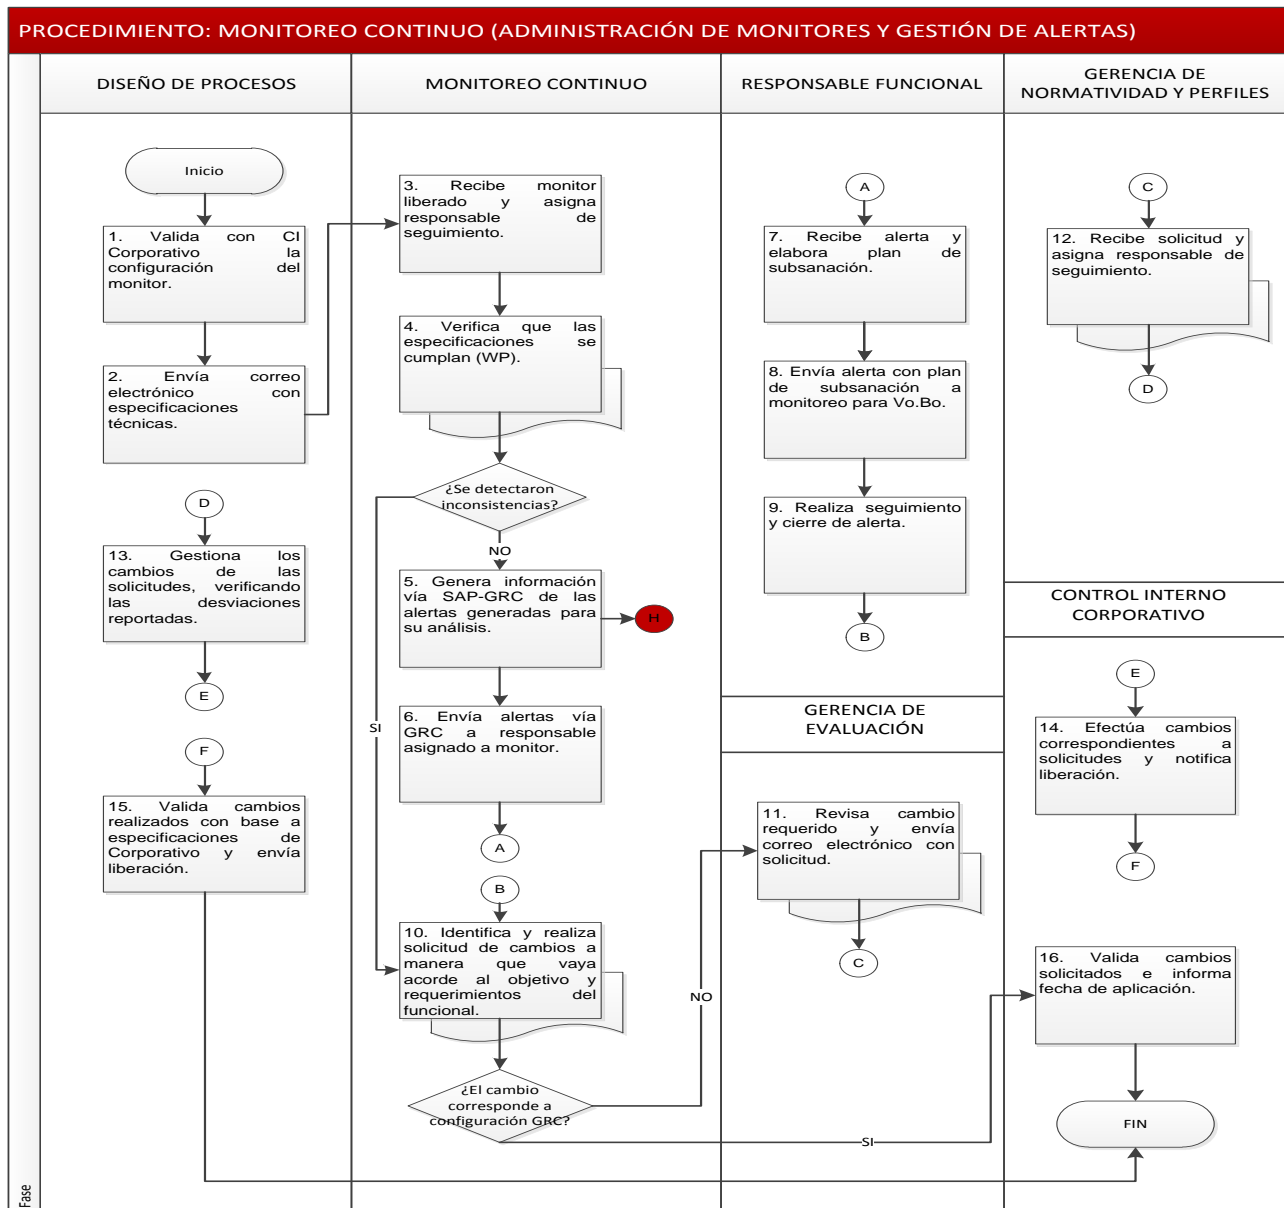 PROCEDIMIENTO: MONITOREO CONTINUO (ADMINISTRACIÓN DE MONITORES Y GESTIÓN DE ALERTAS)
DISEÑO DE PROCESOS
Inicio
1. Valida con CI
Corporativo la
configuración del
monitor.
2. Envía correo
electrónico con
especificaciones
técnicas.
D
13. Gestiona los
cambios de las
solicitudes, verificando
las desviaciones
reportadas.
E
F
15. Valida cambios
realizados con base a
especificaciones de
Corporativo y envía
liberación.
MONITOREO CONTINUO
3. Recibe monitor
liberado y asigna
responsable de
seguimiento.
4. Verifica que las
especificaciones se
cumplan (WP).
¿Se detectaron
inconsistencias?
NO
SI
5. Genera información
vía SAP-GRC de las
alertas generadas para
su análisis.
H
6. Envía alertas vía
GRC a responsable
asignado a monitor.
A
B
10. Identifica y realiza
solicitud de cambios a
manera que vaya
acorde al objetivo y
requerimientos del
funcional.
¿El cambio
corresponde a
configuración GRC?
NO
SI
RESPONSABLE FUNCIONAL
A
7. Recibe alerta y
elabora plan de
subsanación.
8. Envía alerta con plan
de subsanación a
monitoreo para Vo.Bo.
9. Realiza seguimiento
y cierre de alerta.
B
GERENCIA DE
EVALUACIÓN
11. Revisa cambio
requerido y envía
correo electrónico con
solicitud.
C
GERENCIA DE
NORMATIVIDAD Y PERFILES
C
12. Recibe solicitud y
asigna responsable de
seguimiento.
D
CONTROL INTERNO
CORPORATIVO
E
14. Efectúa cambios
correspondientes a
solicitudes y notifica
liberación.
F
16. Valida cambios
solicitados e informa
fecha de aplicación.
FIN
Fase